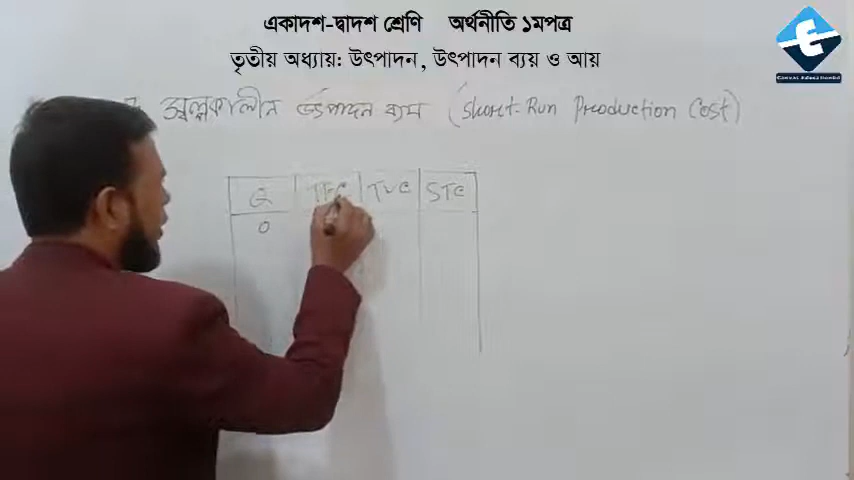 একাদশ-দ্বাদশ শ্রেণি অর্থনীতি ১মপত্র
তৃতীয় অধ্যায়: উৎপাদন, উৎপাদন ব্যয় ও আয়
স্বল্পকালীন উৎপাদন ব্যয় (Short-Run Production Cost)
Q TFC TVC STC
0